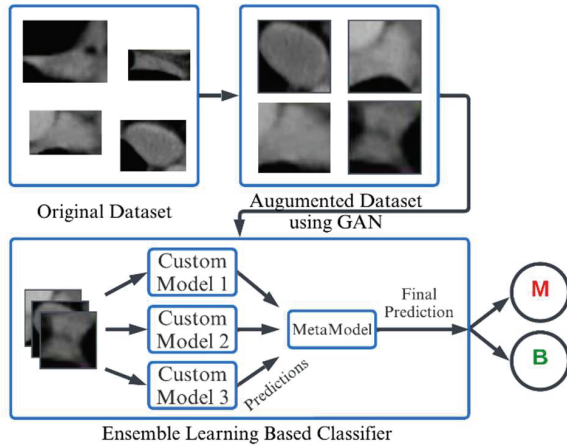 Original Dataset
Augumented Dataset
using GAN
Custom
Model 1
Custom
Model 2
Custom
Model 3
Predictions
MetaModel
Final
Prediction
M
B
Ensemble Learning Based Classifier